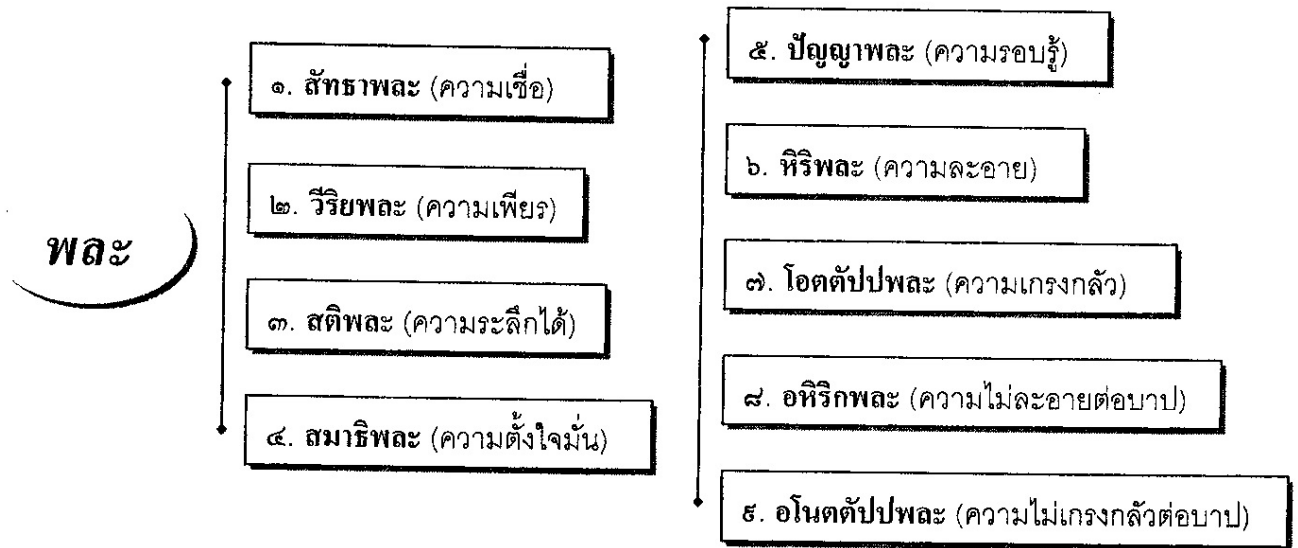 พละ
๑. สัทธาพละ (ความเชื่อ)
๒. วีริยพละ (ความเพียร)
๓. สติพละ (ความระลึกได้)
๔. สมาธิพละ (ความตั้งใจมั่น)
๕. ปัญญาพละ (ความรอบรู้)
๖. หิริพละ (ความละอาย)
๗. โอตตัปปพละ (ความเกรงกลัว)
๘. อหิริกพละ (ความไม่ละอายต่อบาป)
๙. อโนตตัปปพละ (ความไม่เกรงกลัวต่อบาป)